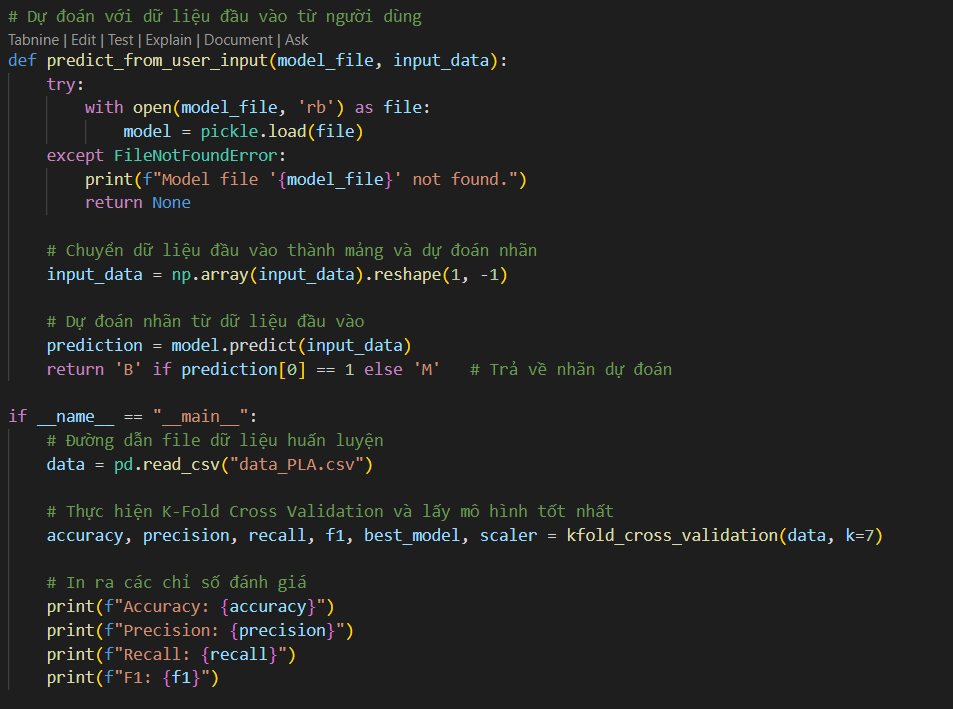 # Dự đoán với dữ liệu đầu vào từ người dùng
Tabnine | Edit | Test | Explain | Document | Ask
def predict_from_user_input(model_file, input_data):
    try:
        with open(model_file, 'rb') as file:
            model = pickle.load(file)
    except FileNotFoundError:
        print(f"Model file '{model_file}' not found.")
        return None

    # Chuyển dữ liệu đầu vào thành mảng và dự đoán nhãn
    input_data = np.array(input_data).reshape(1, -1)

    # Dự đoán nhãn từ dữ liệu đầu vào
    prediction = model.predict(input_data)
    return 'B' if prediction[0] == 1 else 'M'   # Trả về nhãn dự đoán

if __name__ == "__main__":
    # Đường dẫn file dữ liệu huấn luyện
    data = pd.read_csv("data_PLA.csv")

    # Thực hiện K-Fold Cross Validation và lấy mô hình tốt nhất
    accuracy, precision, recall, f1, best_model, scaler = kfold_cross_validation(data, k=7)

    # In ra các chỉ số đánh giá
    print(f"Accuracy: {accuracy}")
    print(f"Precision: {precision}")
    print(f"Recall: {recall}")
    print(f"F1: {f1}")